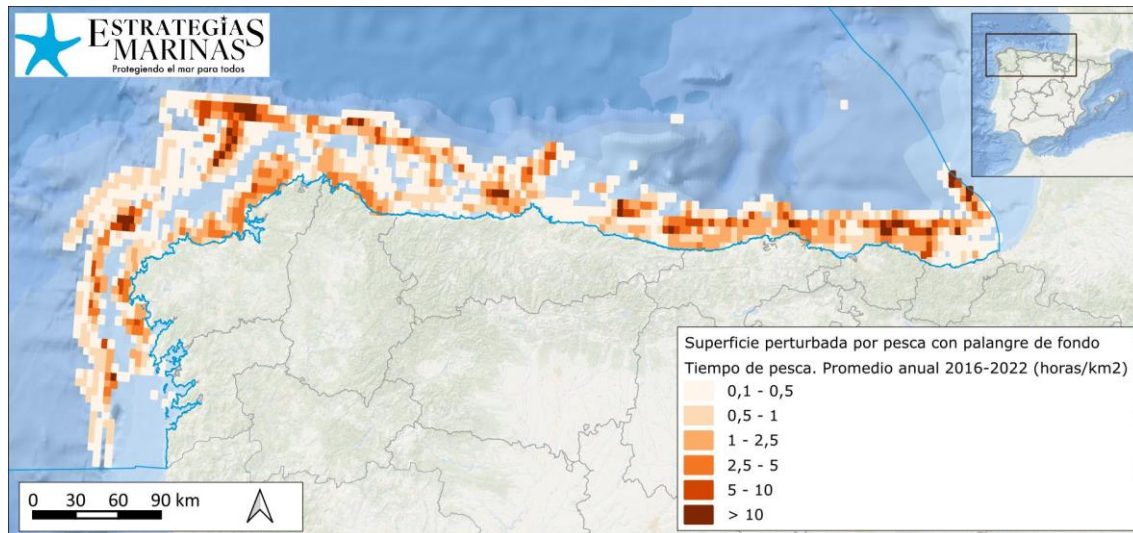 ESTRATEGIAS
MARINAS
Protegiendo el mar para todos
Superficie perturbada por pesca con palangre de fondo
Tiempo de pesca. Promedio anual 2016-2022 (horas/km2)
0,1 - 0,5
0,5 - 1
1 - 2,5
2,5 - 5
5 - 10
> 10
0 30 60 90 km